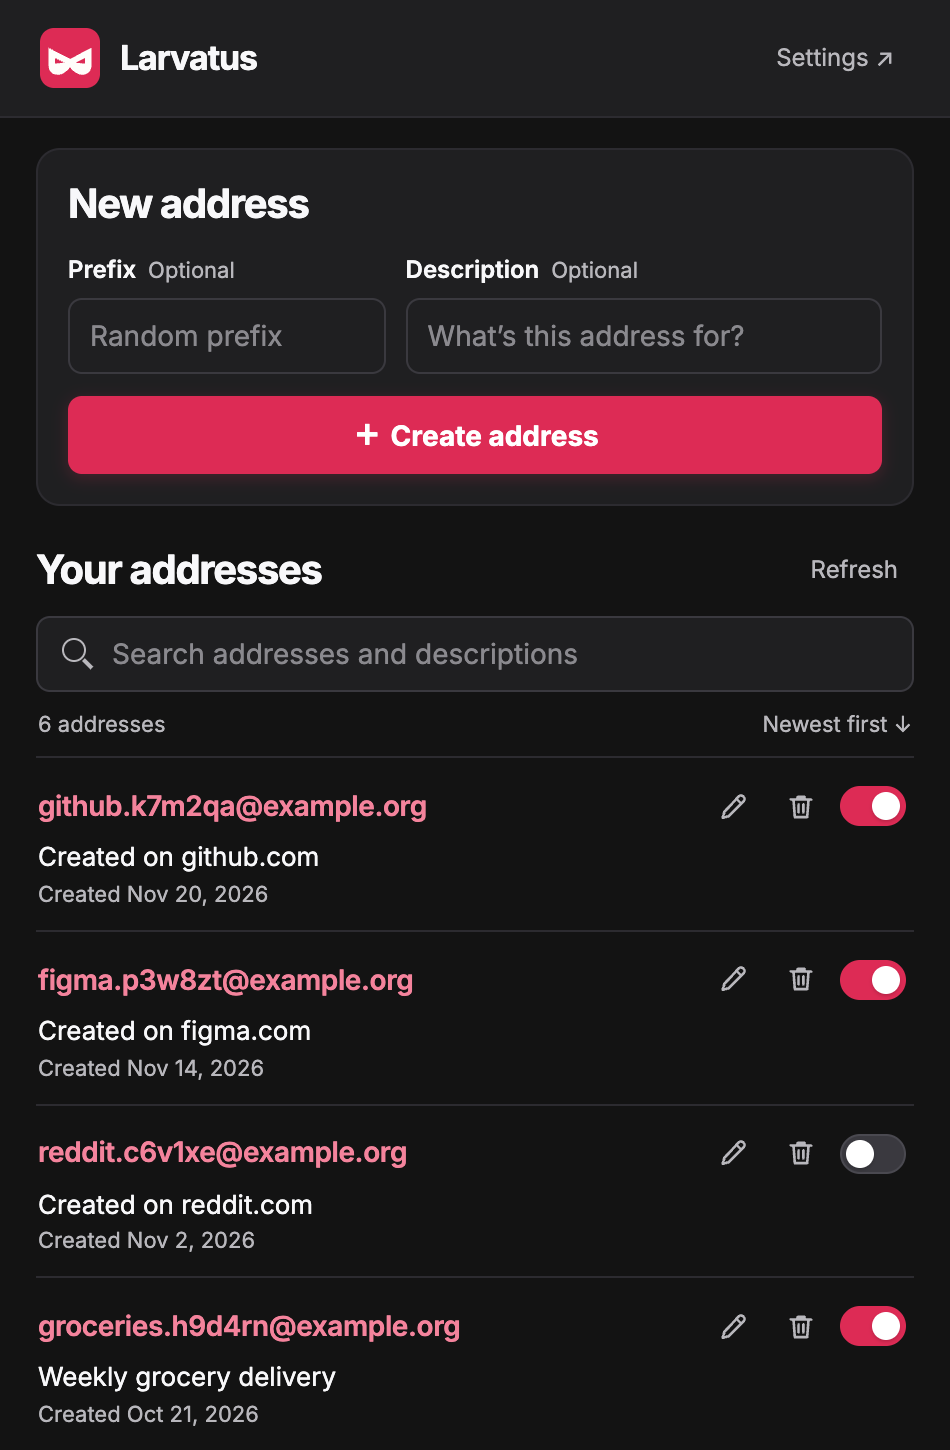 Larvatus
Settings ↗
New address
Prefix Optional
Description Optional
Random prefix
What’s this address for?
+ Create address
Your addresses
Refresh
Search addresses and descriptions
6 addresses
Newest first ↓
github.k7m2qa@example.org
Created on github.com
Created Nov 20, 2026
figma.p3w8zt@example.org
Created on figma.com
Created Nov 14, 2026
reddit.c6v1xe@example.org
Created on reddit.com
Created Nov 2, 2026
groceries.h9d4rn@example.org
Weekly grocery delivery
Created Oct 21, 2026